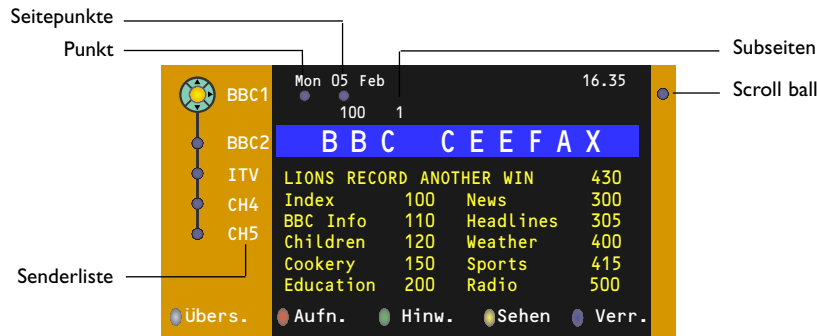 Seitepunkte
Punkt
Subseiten
Scroll ball
Senderliste
Mon 05 Feb 16.35
100 1
BBC1
BBC2
ITV
CH4
CH5
BBC CEEFAX
LIONS RECORD ANOTHER WIN 430
Index 100 News 300
BBC Info 110 Headlines 305
Children 120 Weather 400
Cookery 150 Sports 415
Education 200 Radio 500
Übers. Aufn. Hinw. Sehen Verr.